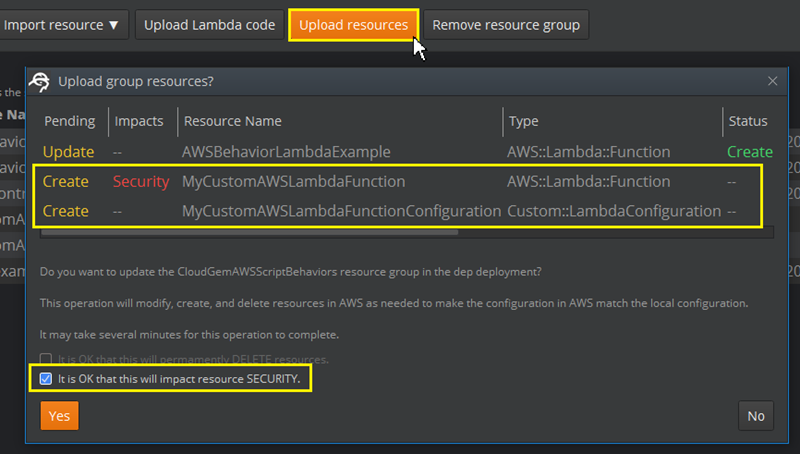 Import resource ▼ Upload Lambda code Upload resources Remove resource group
Upload group resources?
Pending Impacts Resource Name Type Status
Update -- AWSBehaviorLambdaExample AWS::Lambda::Function Create
Create Security MyCustomAWSLambdaFunction AWS::Lambda::Function --
Create -- MyCustomAWSLambdaFunctionConfiguration Custom::LambdaConfiguration --
Do you want to update the CloudGemAWSScriptBehaviors resource group in the dep deployment?
This operation will modify, create, and delete resources in AWS as needed to make the configuration in AWS match the local configuration.
It may take several minutes for this operation to complete.
It is OK that this will permamently DELETE resources.
It is OK that this will impact resource SECURITY.
Yes No